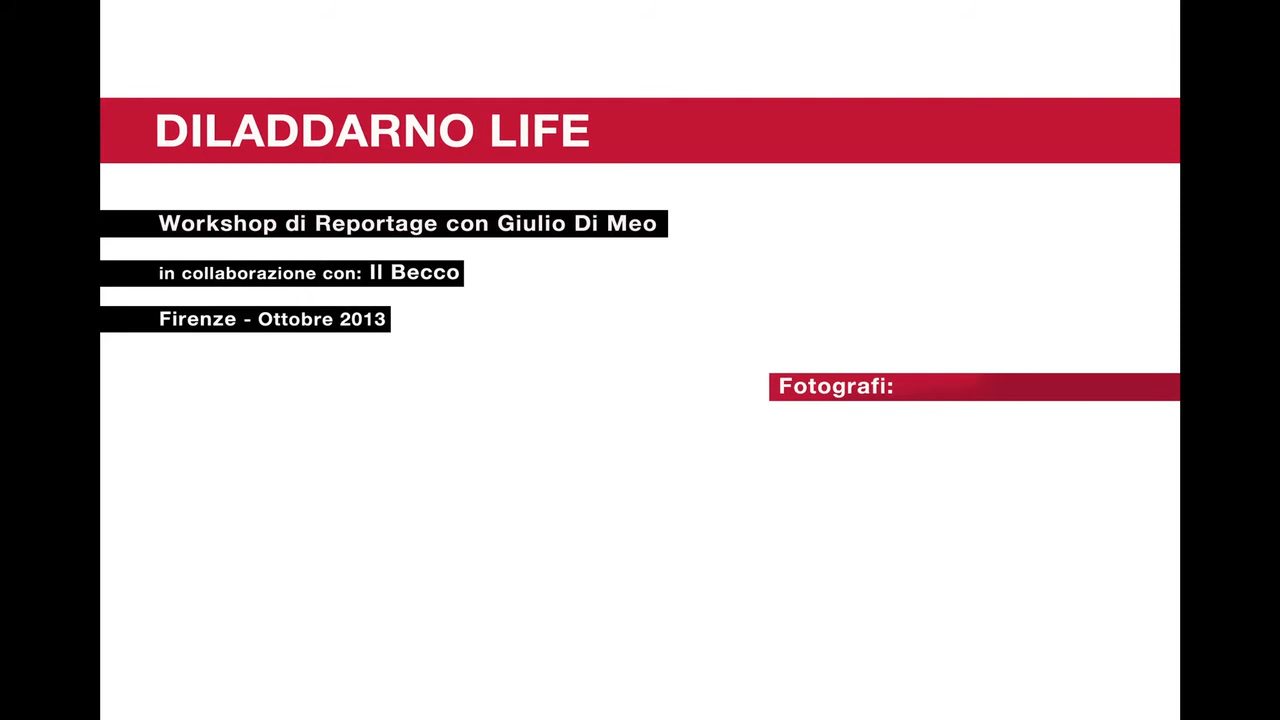 DILADDARNO LIFE
Workshop di Reportage con Giulio Di Meo
in collaborazione con: Il Becco
Firenze - Ottobre 2013
Fotografi: